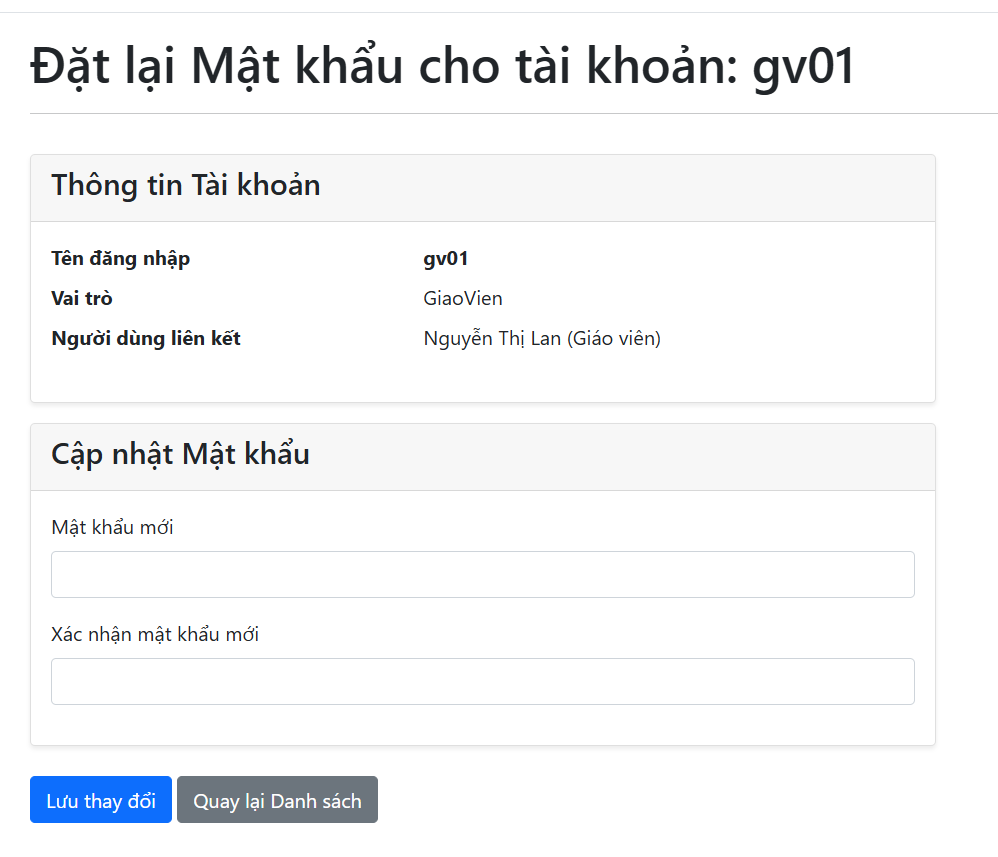 Đặt lại Mật khẩu cho tài khoản: gv01
Thông tin Tài khoản
Tên đăng nhập gv01
Vai trò GiaoVien
Người dùng liên kết Nguyễn Thị Lan (Giáo viên)
Cập nhật Mật khẩu
Mật khẩu mới
Xác nhận mật khẩu mới
Lưu thay đổi Quay lại Danh sách